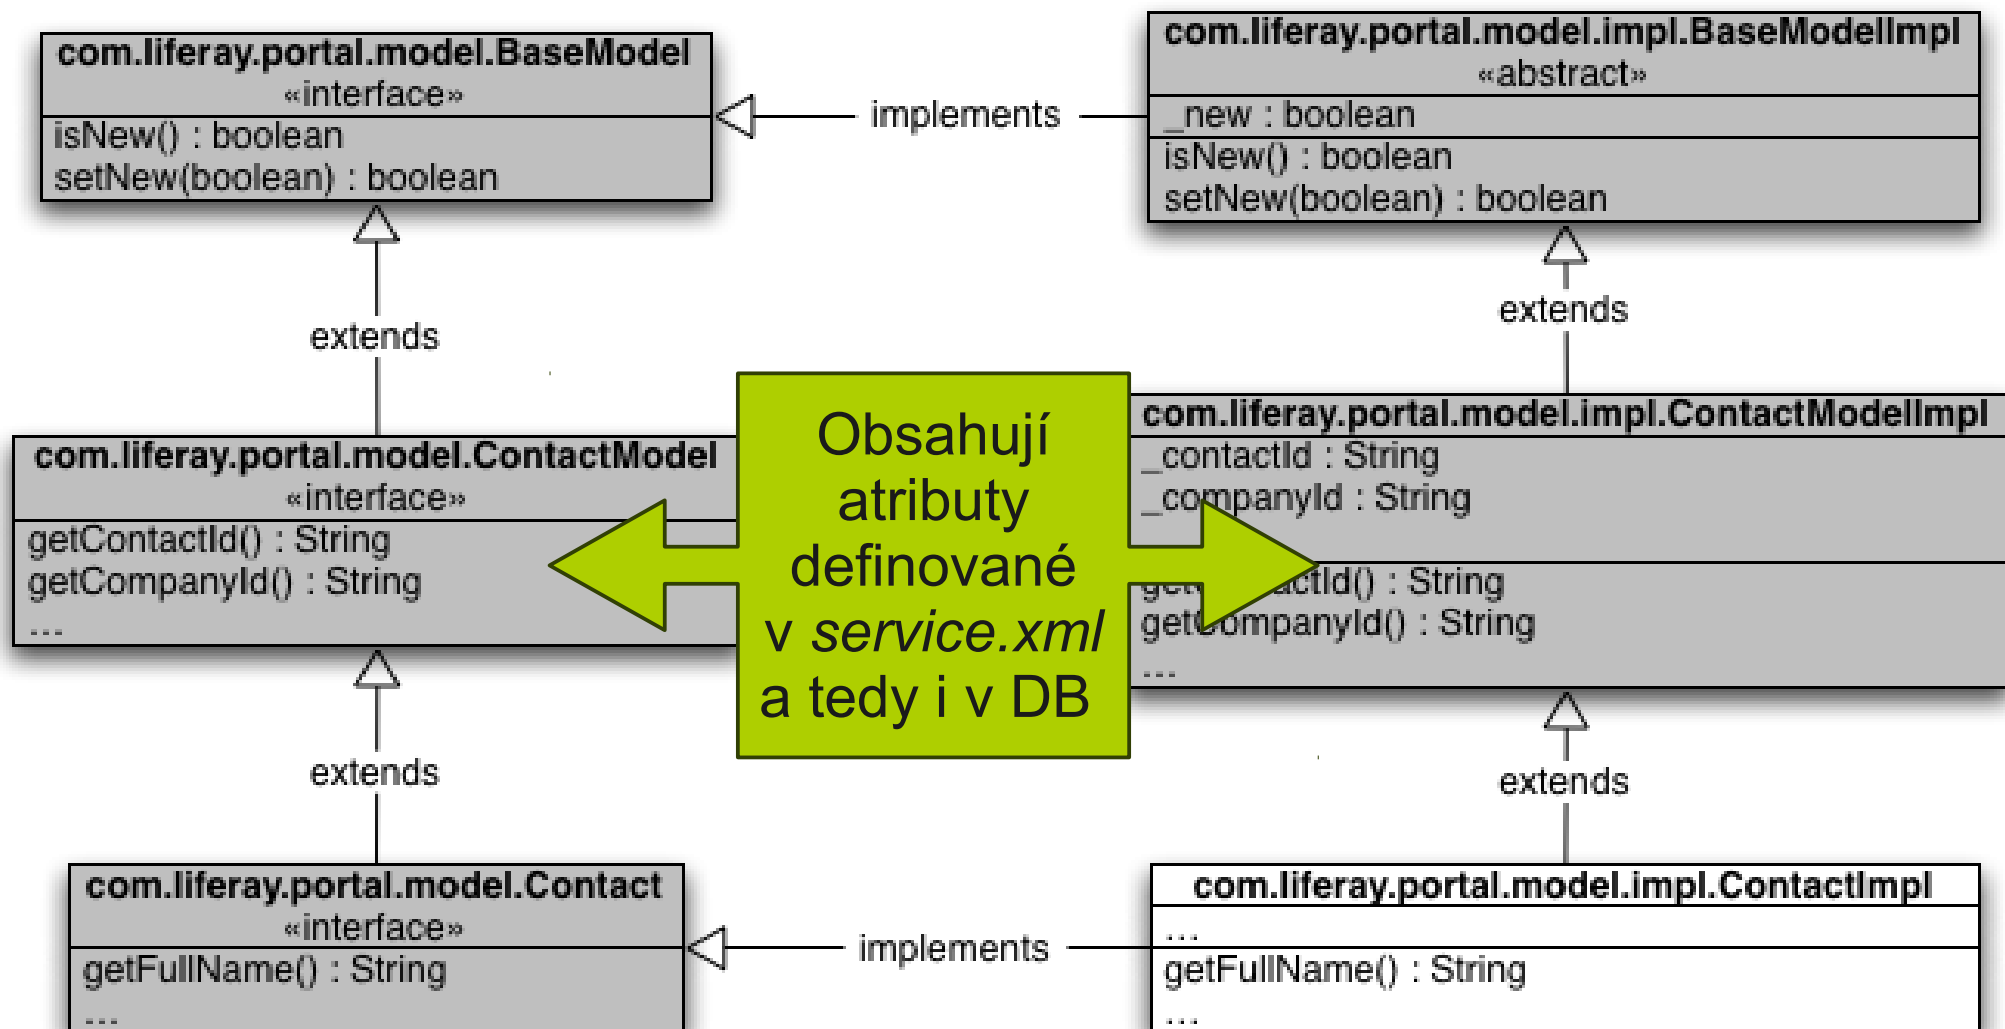 com.liferay.portal.model.BaseModel
«interface»
isNew() : boolean
setNew(boolean) : boolean
implements
com.liferay.portal.model.impl.BaseModelImpl
«abstract»
_new : boolean
isNew() : boolean
setNew(boolean) : boolean
extends
extends
com.liferay.portal.model.ContactModel
«interface»
getContactId() : String
getCompanyId() : String
...
Obsahují
atributy
definované
v service.xml
a tedy i v DB
com.liferay.portal.model.impl.ContactModelImpl
_contactId : String
_companyId : String
: String
getCompanyId() : String
...
extends
extends
com.liferay.portal.model.Contact
«interface»
getFullName() : String
...
implements
com.liferay.portal.model.impl.ContactImpl
...
getFullName() : String
...